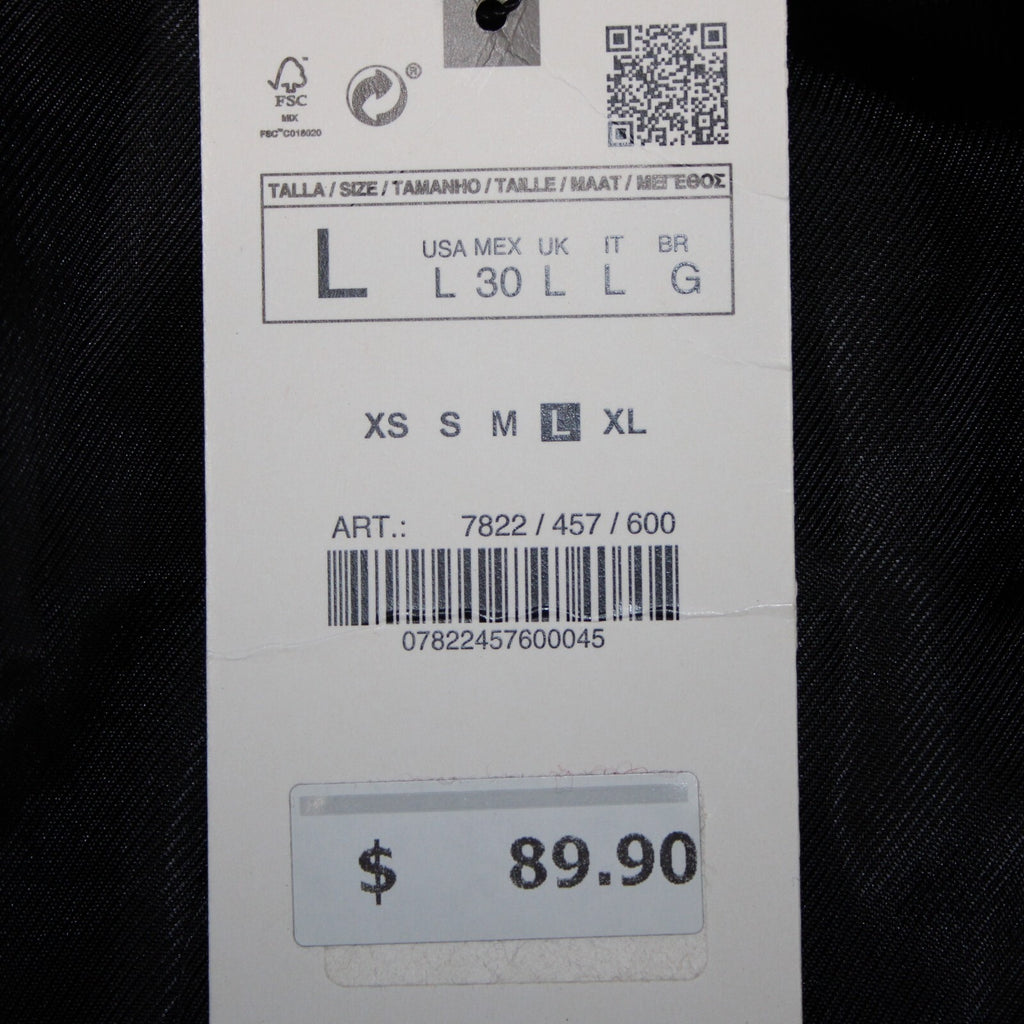 FSC
MIX
FSC™ C018020
®
TALLA / SIZE / TAMANHO / TAILLE / MAAT / ΜΕΓΕΘΟΣ
L
USA MEX UK IT BR
L 30 L L G
XS S M L XL
ART.: 7822 / 457 / 600
07822457600045
$ 89.90